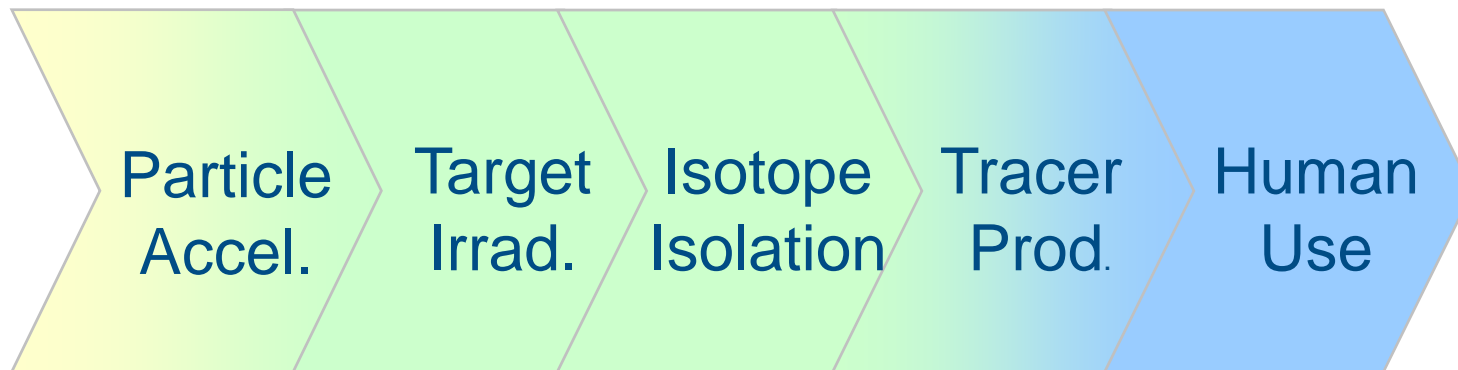 Particle
Accel.
Target
Irrad.
Isotope
Isolation
Tracer
Prod.
Human
Use